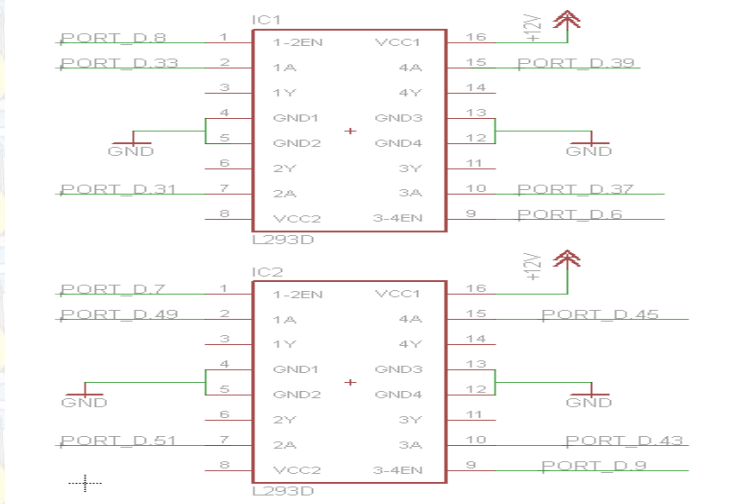 IC1
+12V
PORT_D.8 1 1-2EN VCC1 16
PORT_D.33 2 1A 4A 15 PORT_D.39
3 1Y 4Y 14
4 GND1 GND3 13
GND 5 GND2 GND4 12 GND
6 2Y 3Y 11
PORT_D.31 7 2A 3A 10 PORT_D.37
8 VCC2 3-4EN 9 PORT_D.6
L293D
IC2
+12V
PORT_D.7 1 1-2EN VCC1 16
PORT_D.49 2 1A 4A 15 PORT_D.45
3 1Y 4Y 14
4 GND1 GND3 13
GND 5 GND2 GND4 12 GND
6 2Y 3Y 11
PORT_D.51 7 2A 3A 10 PORT_D.43
8 VCC2 3-4EN 9 PORT_D.9
L293D